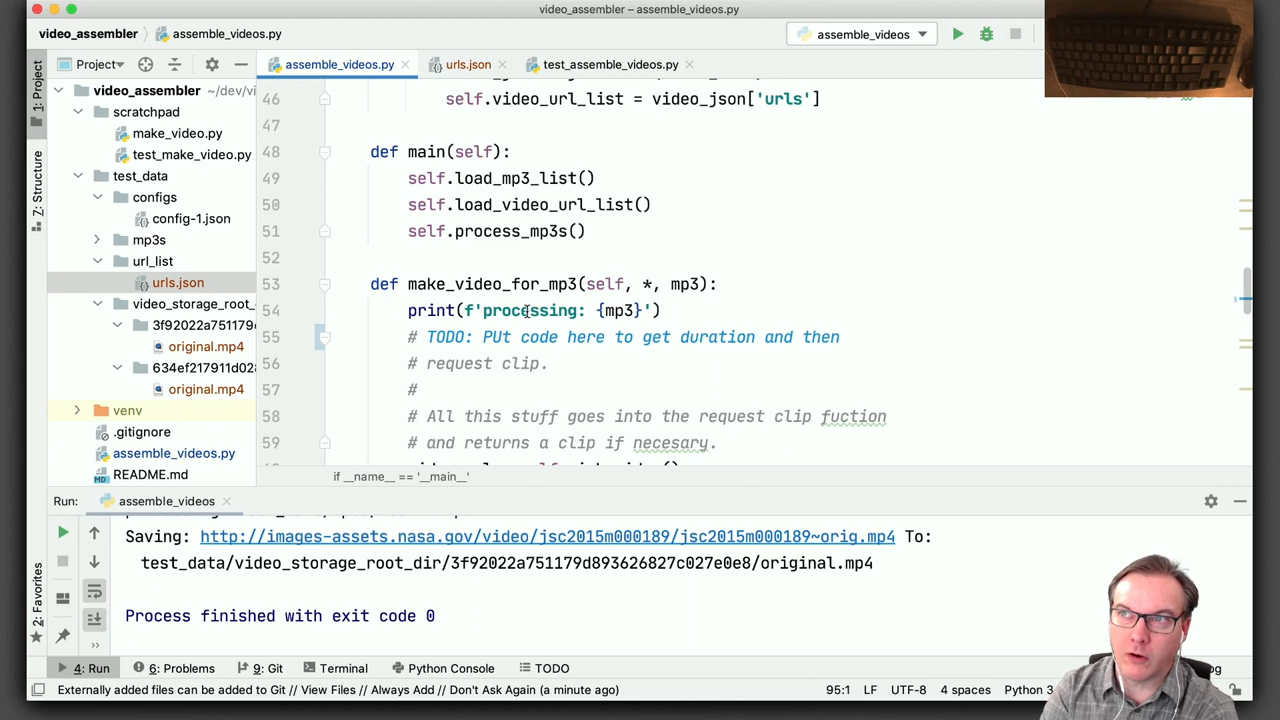 video_assembler – assemble_videos.py
video_assembler
assemble_videos.py
assemble_videos
1: Project
Project
assemble_videos.py
urls.json
test_assemble_videos.py
video_assembler ~/dev/vi
scratchpad
make_video.py
test_make_video.py
test_data
configs
config-1.json
mp3s
url_list
urls.json
video_storage_root_
3f92022a751179
original.mp4
634ef217911d02
original.mp4
venv
.gitignore
assemble_videos.py
README.md
Z: Structure
2: Favorites
46 self.video_url_list = video_json['urls']
47
48 def main(self):
49 self.load_mp3_list()
50 self.load_video_url_list()
51 self.process_mp3s()
52
53 def make_video_for_mp3(self, *, mp3):
54 print(f'processing: {mp3}')
55 # TODO: PUt code here to get duration and then
56 # request clip.
57 #
58 # All this stuff goes into the request clip fuction
59 # and returns a clip if necesary.
if __name__ == '__main__'
Run: assemble_videos
Saving: http://images-assets.nasa.gov/video/jsc2015m000189/jsc2015m000189~orig.mp4 To:
test_data/video_storage_root_dir/3f92022a751179d893626827c027e0e8/original.mp4
Process finished with exit code 0
4: Run
6: Problems
9: Git
Terminal
Python Console
TODO
Externally added files can be added to Git // View Files // Always Add // Don't Ask Again (a minute ago)
95:1 LF UTF-8 4 spaces Python 3